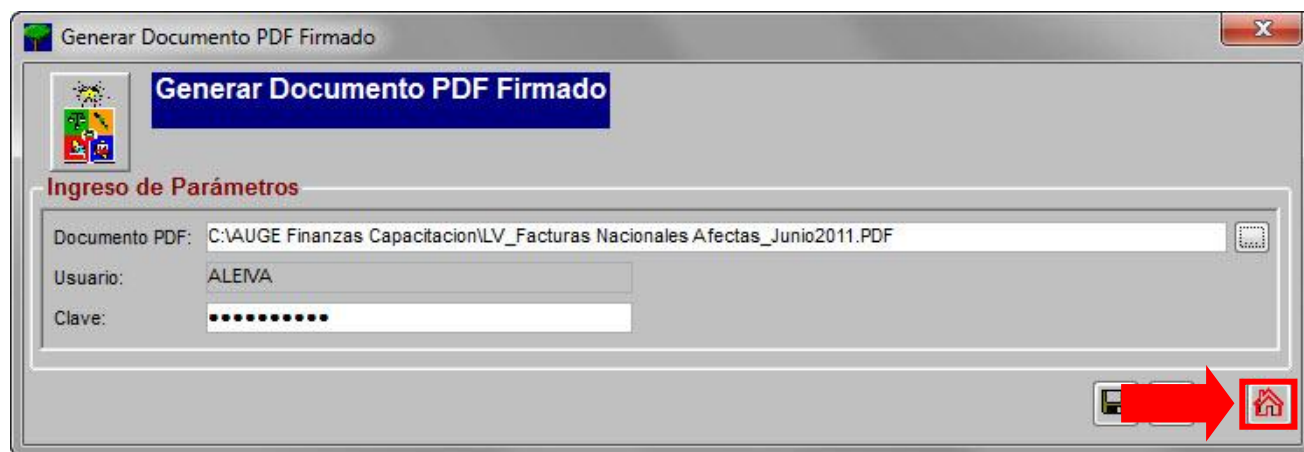 Generar Documento PDF Firmado
Generar Documento PDF Firmado
Ingreso de Parámetros
Documento PDF: C:\AUGE Finanzas Capacitacion\LV_Facturas Nacionales Afectas_Junio2011.PDF ...
Usuario: ALEIVA
Clave: ••••••••••